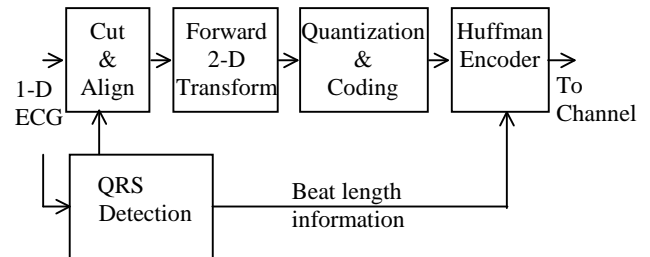 Cut
&
Align
Forward
2-D
Transform
Quantization
&
Coding
Huffman
Encoder
1-D
ECG
To
Channel
QRS
Detection
Beat length
information